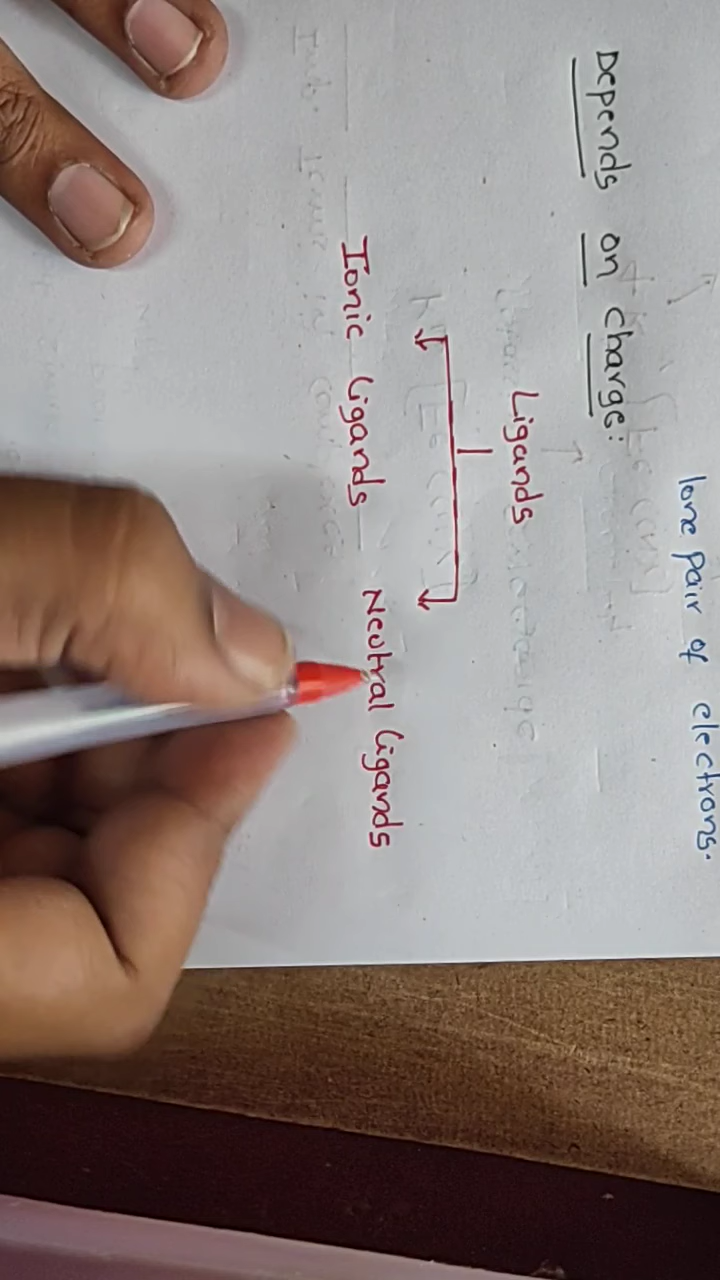 lone pair of electrons.
Depends on charge:
Ligands
Ionic Ligands Neutral Ligands